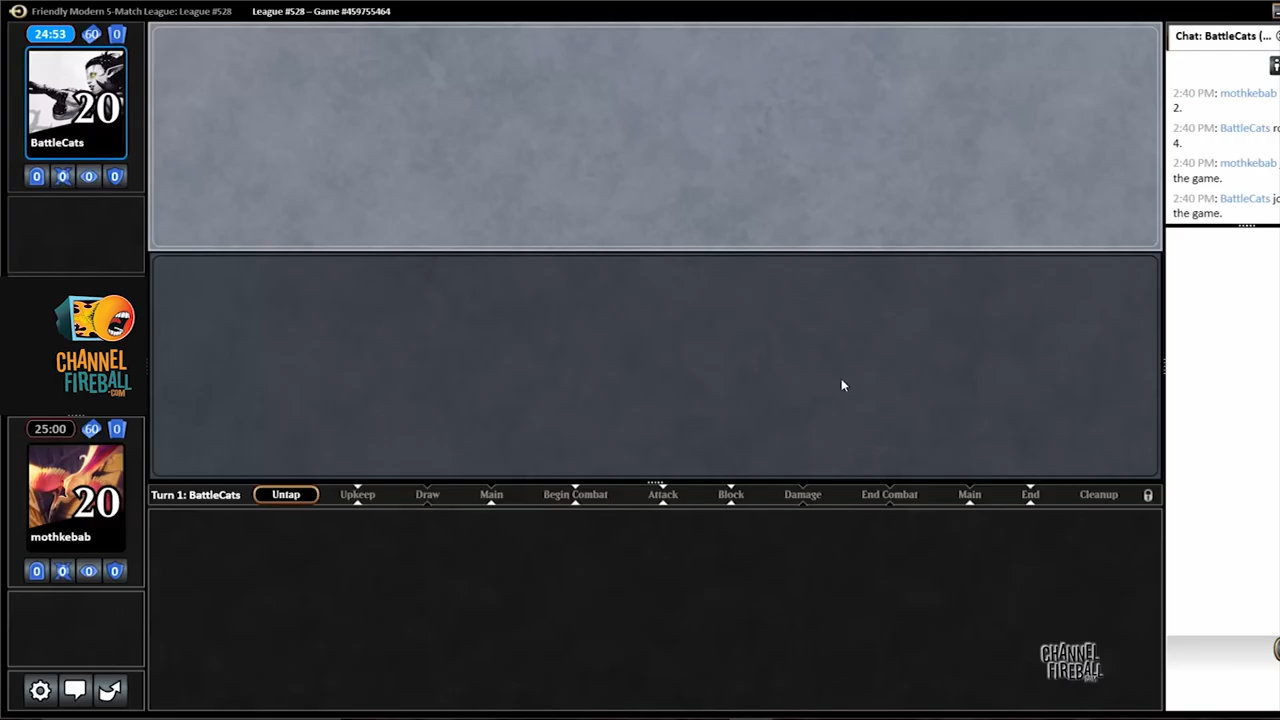 Friendly Modern 5-Match League: League #528
League #528 -- Game #459755464
24:53 60 0
20
BattleCats
0 0 0 0
CHANNEL
FIREBALL
.COM
25:00 60 0
20
mothkebab
0 0 0 0
Chat: BattleCats (...
2:40 PM: mothkebab
2.
2:40 PM: BattleCats ro
4.
2:40 PM: mothkebab j
the game.
2:40 PM: BattleCats jo
the game.
Turn 1: BattleCats Untap Upkeep Draw Main Begin Combat Attack Block Damage End Combat Main End Cleanup
CHANNEL
FIREBALL